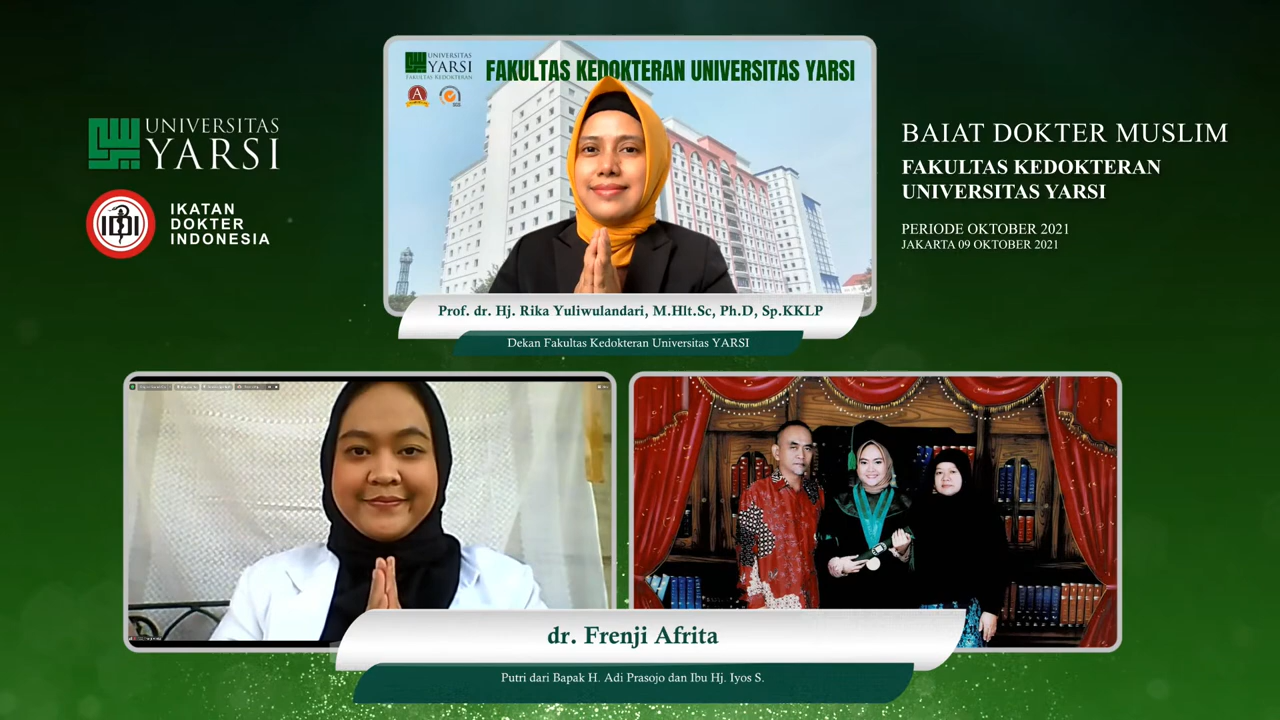 UNIVERSITAS
YARSI
IKATAN
DOKTER
INDONESIA
UNIVERSITAS
YARSI
FAKULTAS KEDOKTERAN
FAKULTAS KEDOKTERAN UNIVERSITAS YARSI
A
Prof. dr. Hj. Rika Yuliwulandari, M.Hlt.Sc, Ph.D, Sp.KKLP
Dekan Fakultas Kedokteran Universitas YARSI
BAIAT DOKTER MUSLIM
FAKULTAS KEDOKTERAN
UNIVERSITAS YARSI
PERIODE OKTOBER 2021
JAKARTA 09 OKTOBER 2021
dr. Frenji Afrita
Putri dari Bapak H. Adi Prasojo dan Ibu Hj. Iyos S.